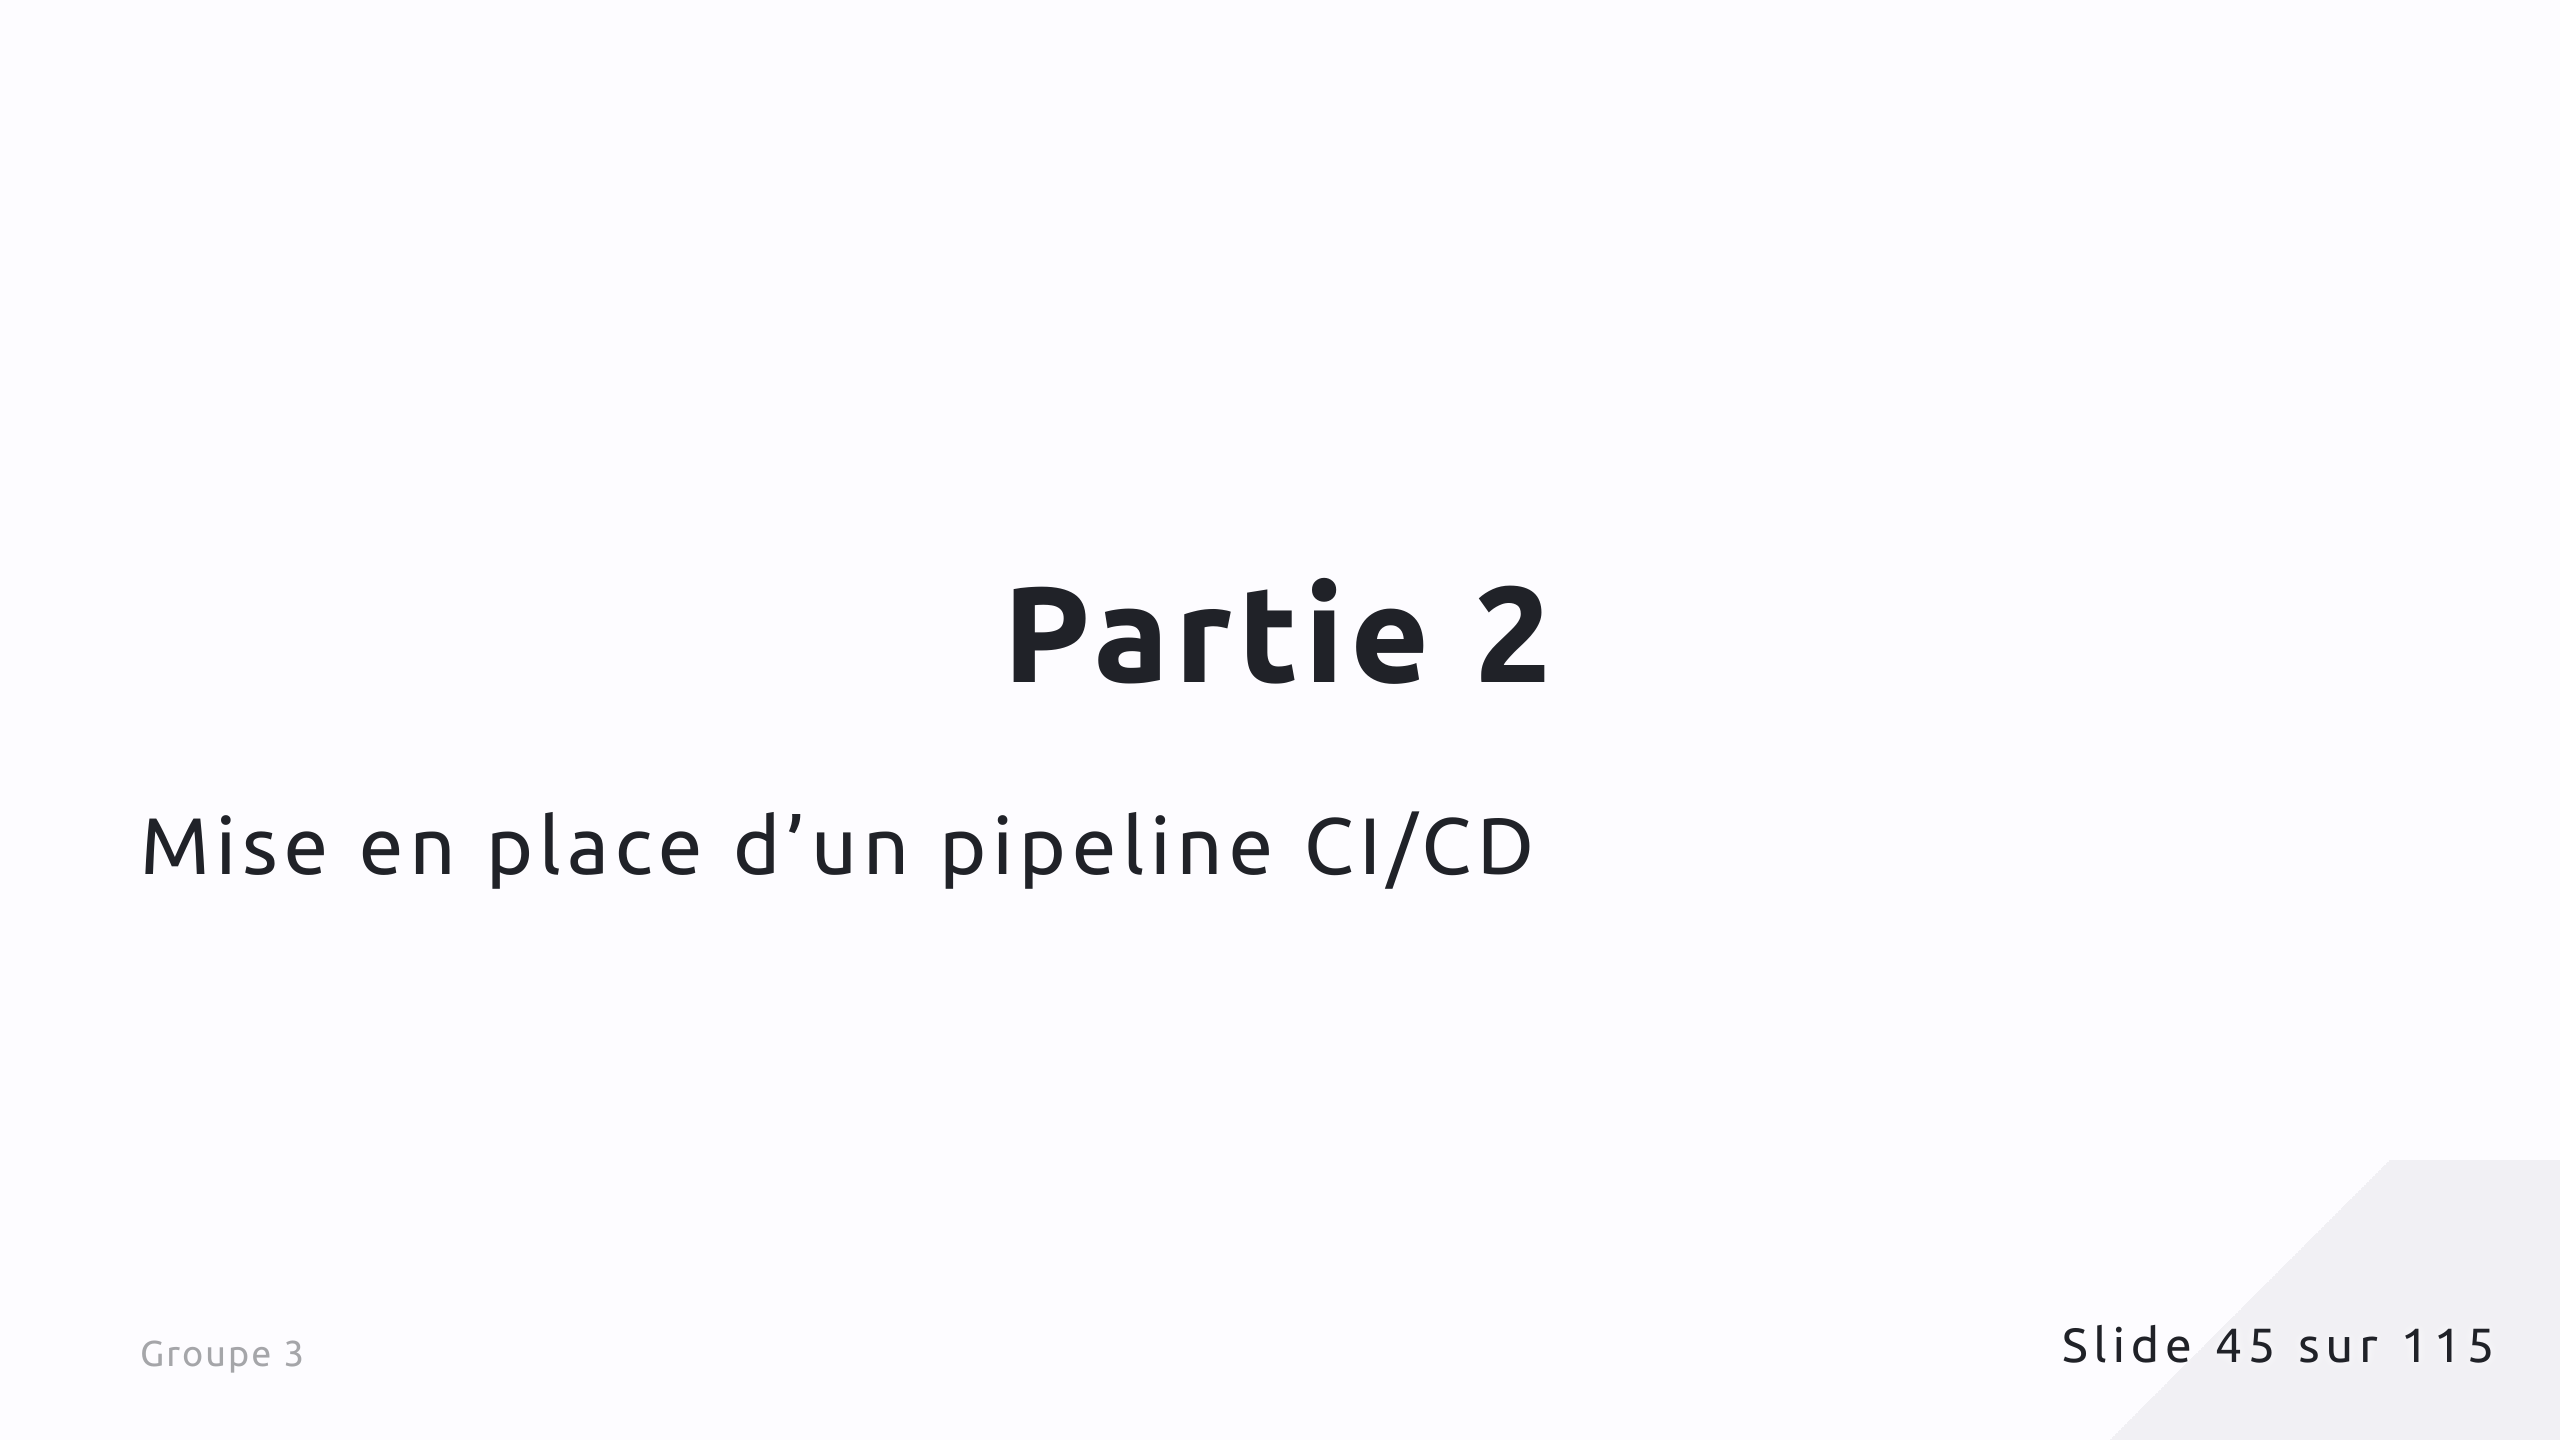 Partie 2
Mise en place d’un pipeline CI/CD
Groupe 3
Slide 45 sur 115